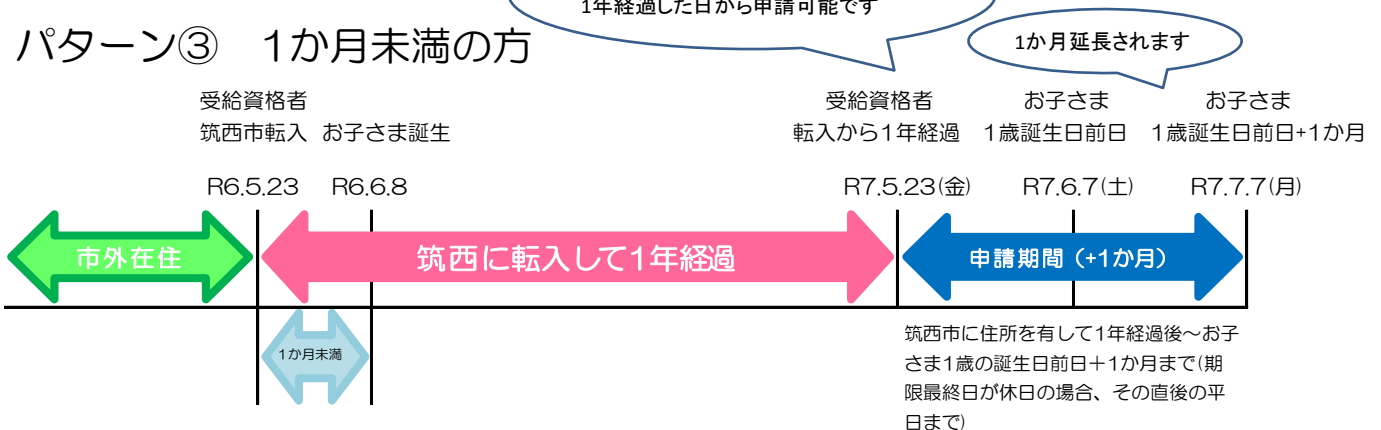 1年経過した日から申請可能です
パターン③　1か月未満の方
1か月延長されます
受給資格者
筑西市転入
お子さま誕生
受給資格者
転入から1年経過
お子さま
1歳誕生日前日
お子さま
1歳誕生日前日+1か月
R6.5.23
R6.6.8
R7.5.23(金)
R7.6.7(土)
R7.7.7(月)
市外在住
筑西に転入して1年経過
申請期間（+1か月）
1か月未満
筑西市に住所を有して1年経過後～お子
さま1歳の誕生日前日＋1か月まで(期
限最終日が休日の場合、その直後の平
日まで)